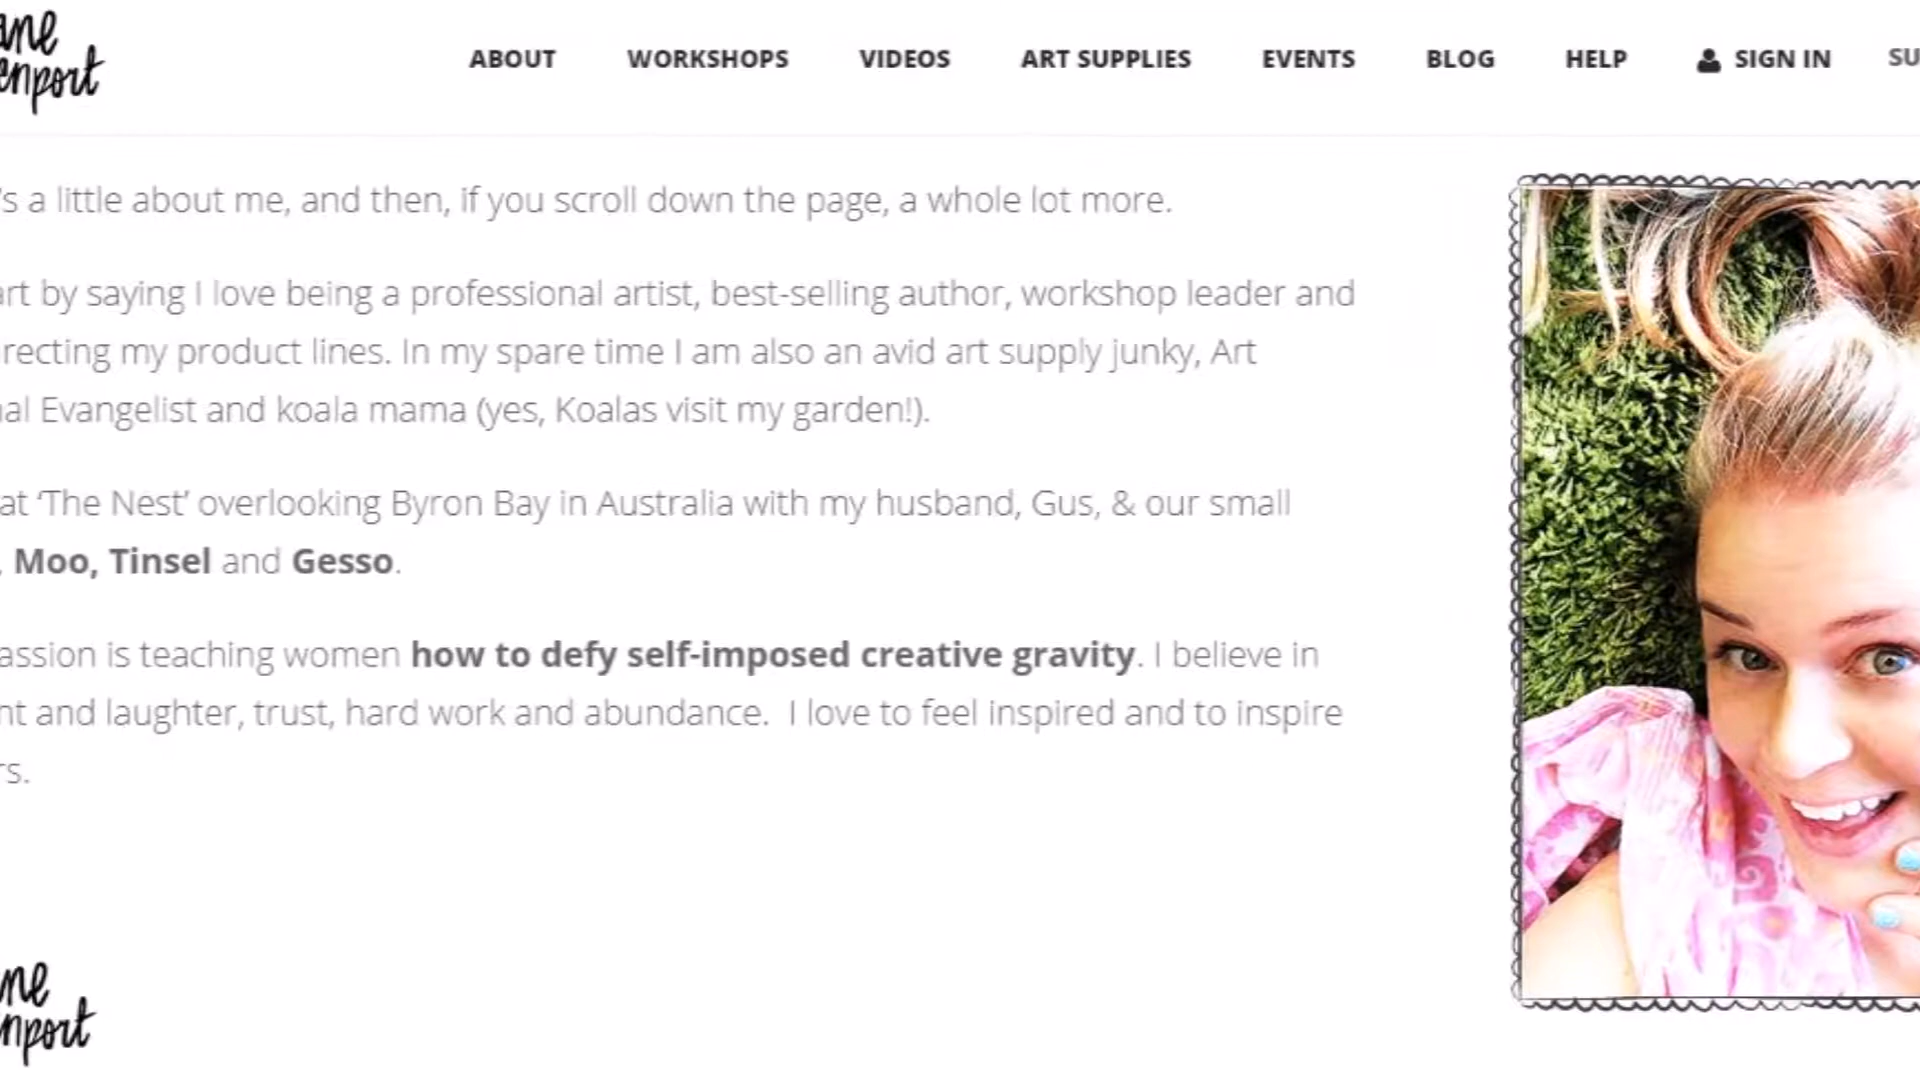 ane
enport
ABOUT WORKSHOPS VIDEOS ART SUPPLIES EVENTS BLOG HELP SIGN IN SU
's a little about me, and then, if you scroll down the page, a whole lot more.
art by saying I love being a professional artist, best-selling author, workshop leader and
recting my product lines. In my spare time I am also an avid art supply junky, Art
al Evangelist and koala mama (yes, Koalas visit my garden!).
at 'The Nest' overlooking Byron Bay in Australia with my husband, Gus, & our small
, Moo, Tinsel and Gesso.
assion is teaching women how to defy self-imposed creative gravity. I believe in
nt and laughter, trust, hard work and abundance. I love to feel inspired and to inspire
rs.
ne
nport